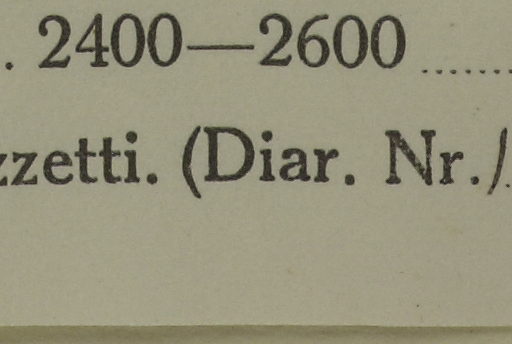 . 2400—2600 ........
zzetti. (Diar. Nr.